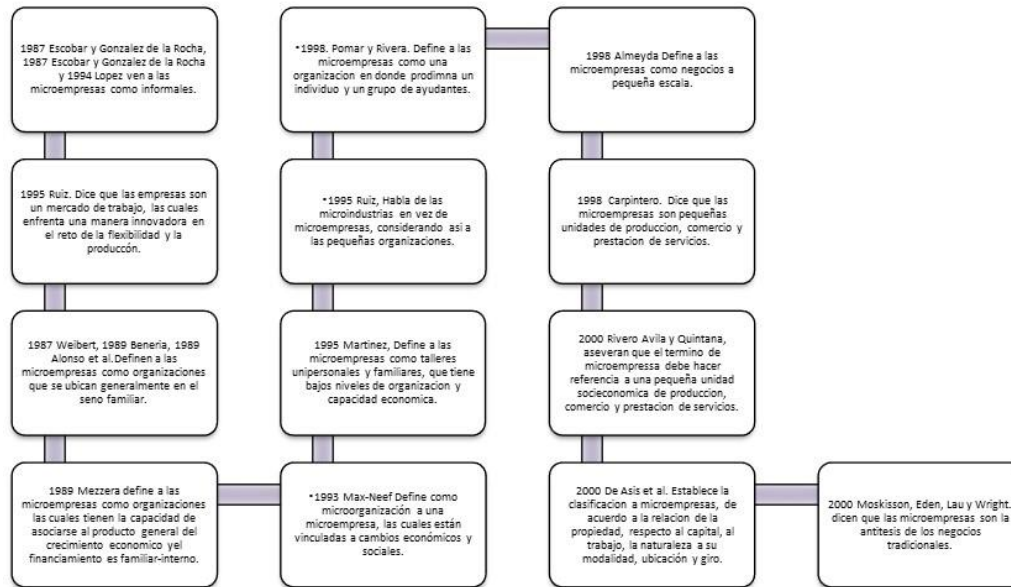 1987 Escobar y Gonzalez de la Rocha,
1987 Escobar y Gonzalez de la Rocha
y 1994 Lopez ven a las
microempresas como informales.
1995 Ruiz. Dice que las empresas son
un mercado de trabajo, las cuales
enfrenta una manera innovadora en
el reto de la flexibilidad y la
produccón.
1987 Weibert, 1989 Beneria, 1989
Alonso et al.Definen a las
microempresas como organizaciones
que se ubican generalmente en el
seno familiar.
1989 Mezzera define a las
microempresas como organizaciones
las cuales tienen la capacidad de
asociarse al producto general del
crecimiento economico yel
financiamiento es familiar-interno.
•1993 Max-Neef Define como
microorganización a una
microempresa, las cuales están
vinculadas a cambios económicos y
sociales.
1995 Martinez, Define a las
microempresas como talleres
unipersonales y familiares, que tiene
bajos niveles de organizacion y
capacidad economica.
•1995 Ruiz, Habla de las
microindustrias en vez de
microempresas, considerando asi a
las pequeñas organizaciones.
•1998. Pomar y Rivera. Define a las
microempresas como una
organizacion en donde prodimna un
individuo y un grupo de ayudantes.
1998 Almeyda Define a las
microempresas como negocios a
pequeña escala.
1998 Carpintero. Dice que las
microempresas son pequeñas
unidades de produccion, comercio y
prestacion de servicios.
2000 Rivero Avila y Quintana,
aseveran que el termino de
microempressa debe hacer
referencia a una pequeña unidad
socieconomica de produccion,
comercio y prestacion de servicios.
2000 De Asis et al. Establece la
clasificacion a microempresas, de
acuerdo a la relacion de la
propiedad, respecto al capital, al
trabajo, la naturaleza a su
modalidad, ubicación y giro.
2000 Moskisson, Eden, Lau y Wright.
dicen que las microempresas son la
antitesis de los negocios
tradicionales.